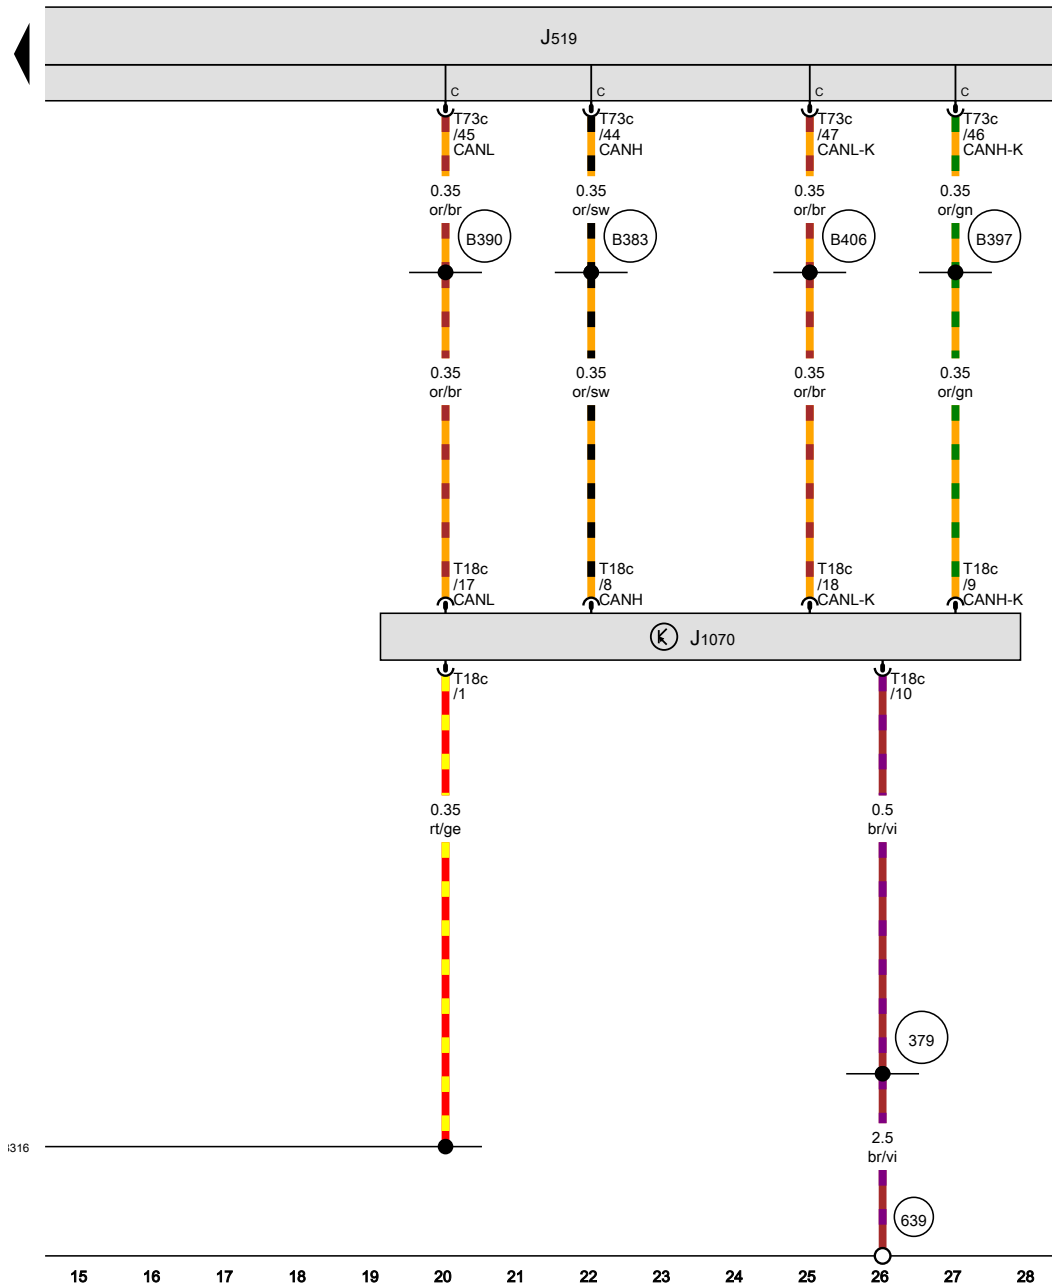 J519
C C C C
T73c T73c T73c T73c
/45 /44 /47 /46
CANL CANH CANL-K CANH-K
0.35 0.35 0.35 0.35
or/br or/sw or/br or/gn
B390 B383 B406 B397
0.35 0.35 0.35 0.35
or/br or/sw or/br or/gn
T18c T18c T18c T18c
/17 /8 /18 /9
CANL CANH CANL-K CANH-K
K J1070
T18c T18c
/1 /10
0.35 0.5
rt/ge br/vi
379
316
2.5
br/vi
639
15 16 17 18 19 20 21 22 23 24 25 26 27 28